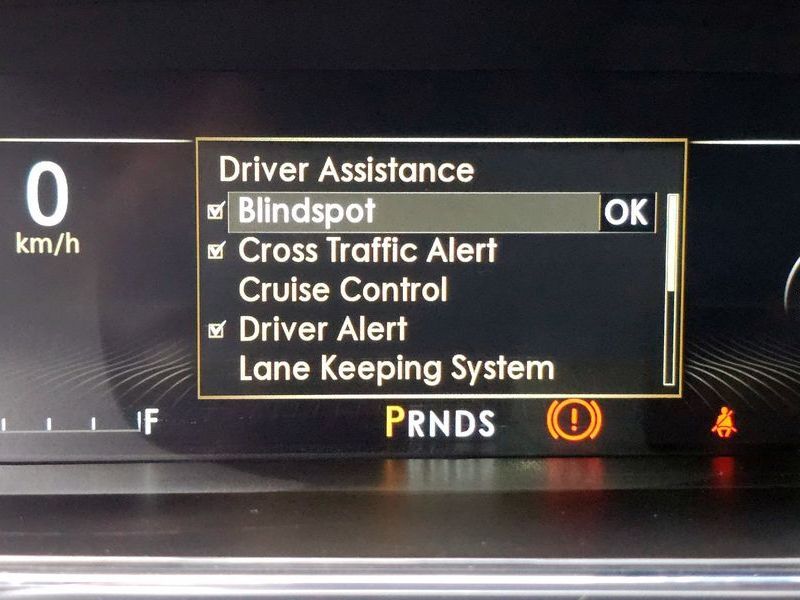 Driver Assistance
0
Blindspot OK
km/h
Cross Traffic Alert
Cruise Control
Driver Alert
Lane Keeping System
F
PRNDS